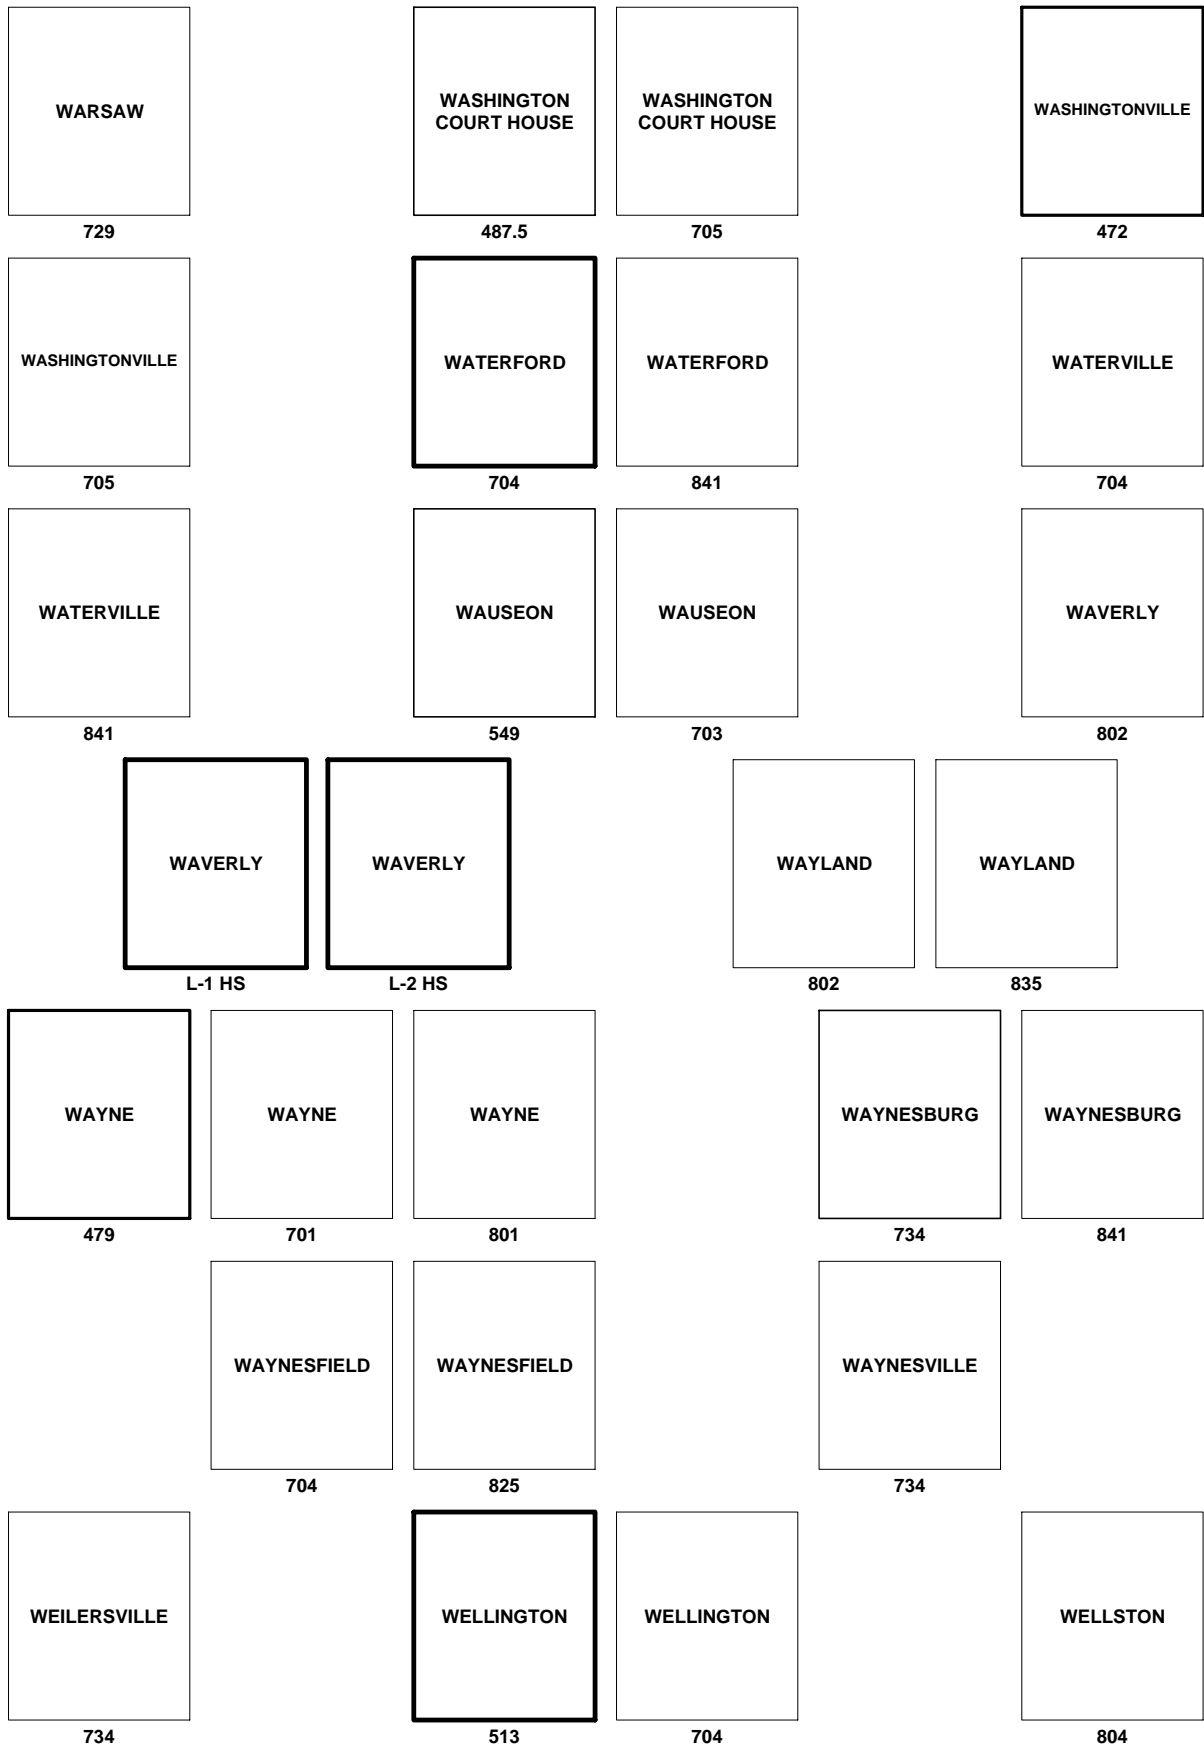 WARSAW
729
WASHINGTON
COURT HOUSE
487.5
WASHINGTON
COURT HOUSE
705
WASHINGTONVILLE
472
WASHINGTONVILLE
705
WATERFORD
704
WATERFORD
841
WATERVILLE
704
WATERVILLE
841
WAUSEON
549
WAUSEON
703
WAVERLY
802
WAVERLY
L-1 HS
WAVERLY
L-2 HS
WAYLAND
802
WAYLAND
835
WAYNE
479
WAYNE
701
WAYNE
801
WAYNESBURG
734
WAYNESBURG
841
WAYNESFIELD
704
WAYNESFIELD
825
WAYNESVILLE
734
WEILERSVILLE
734
WELLINGTON
513
WELLINGTON
704
WELLSTON
804